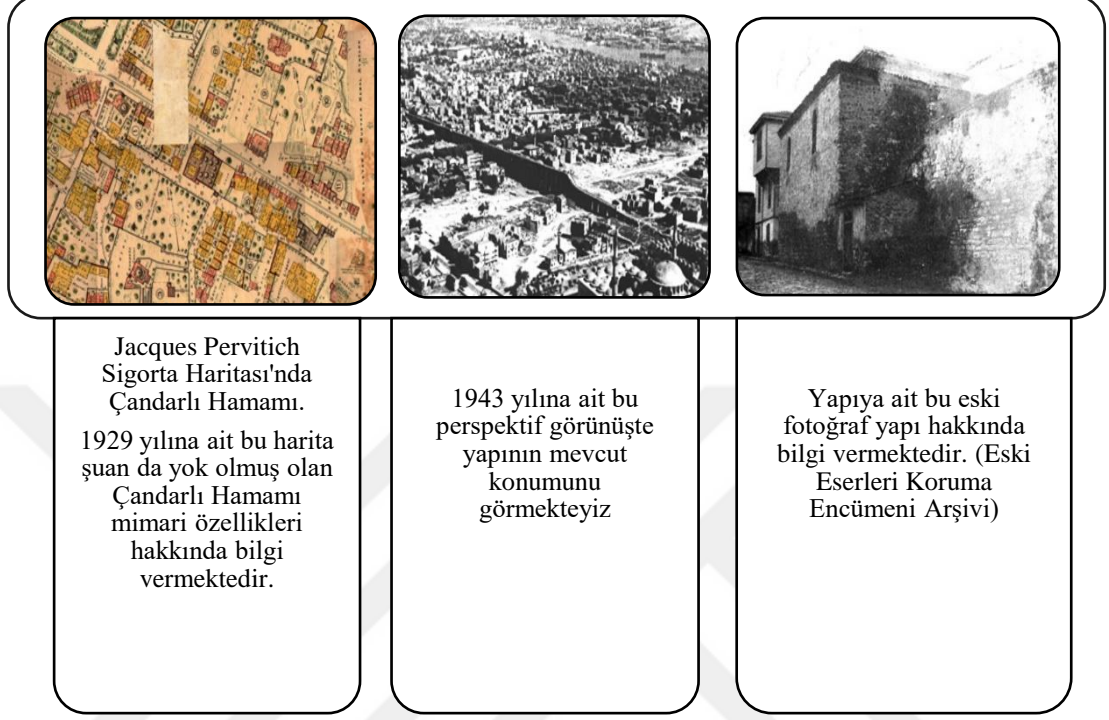 Jacques Pervitich
Sigorta Haritası'nda
Çandarlı Hamamı.
1929 yılına ait bu harita
şuan da yok olmuş olan
Çandarlı Hamamı
mimari özellikleri
hakkında bilgi
vermektedir.
1943 yılına ait bu
perspektif görünüşte
yapının mevcut
konumunu
görmekteyiz
Yapıya ait bu eski
fotoğraf yapı hakkında
bilgi vermektedir. (Eski
Eserleri Koruma
Encümeni Arşivi)